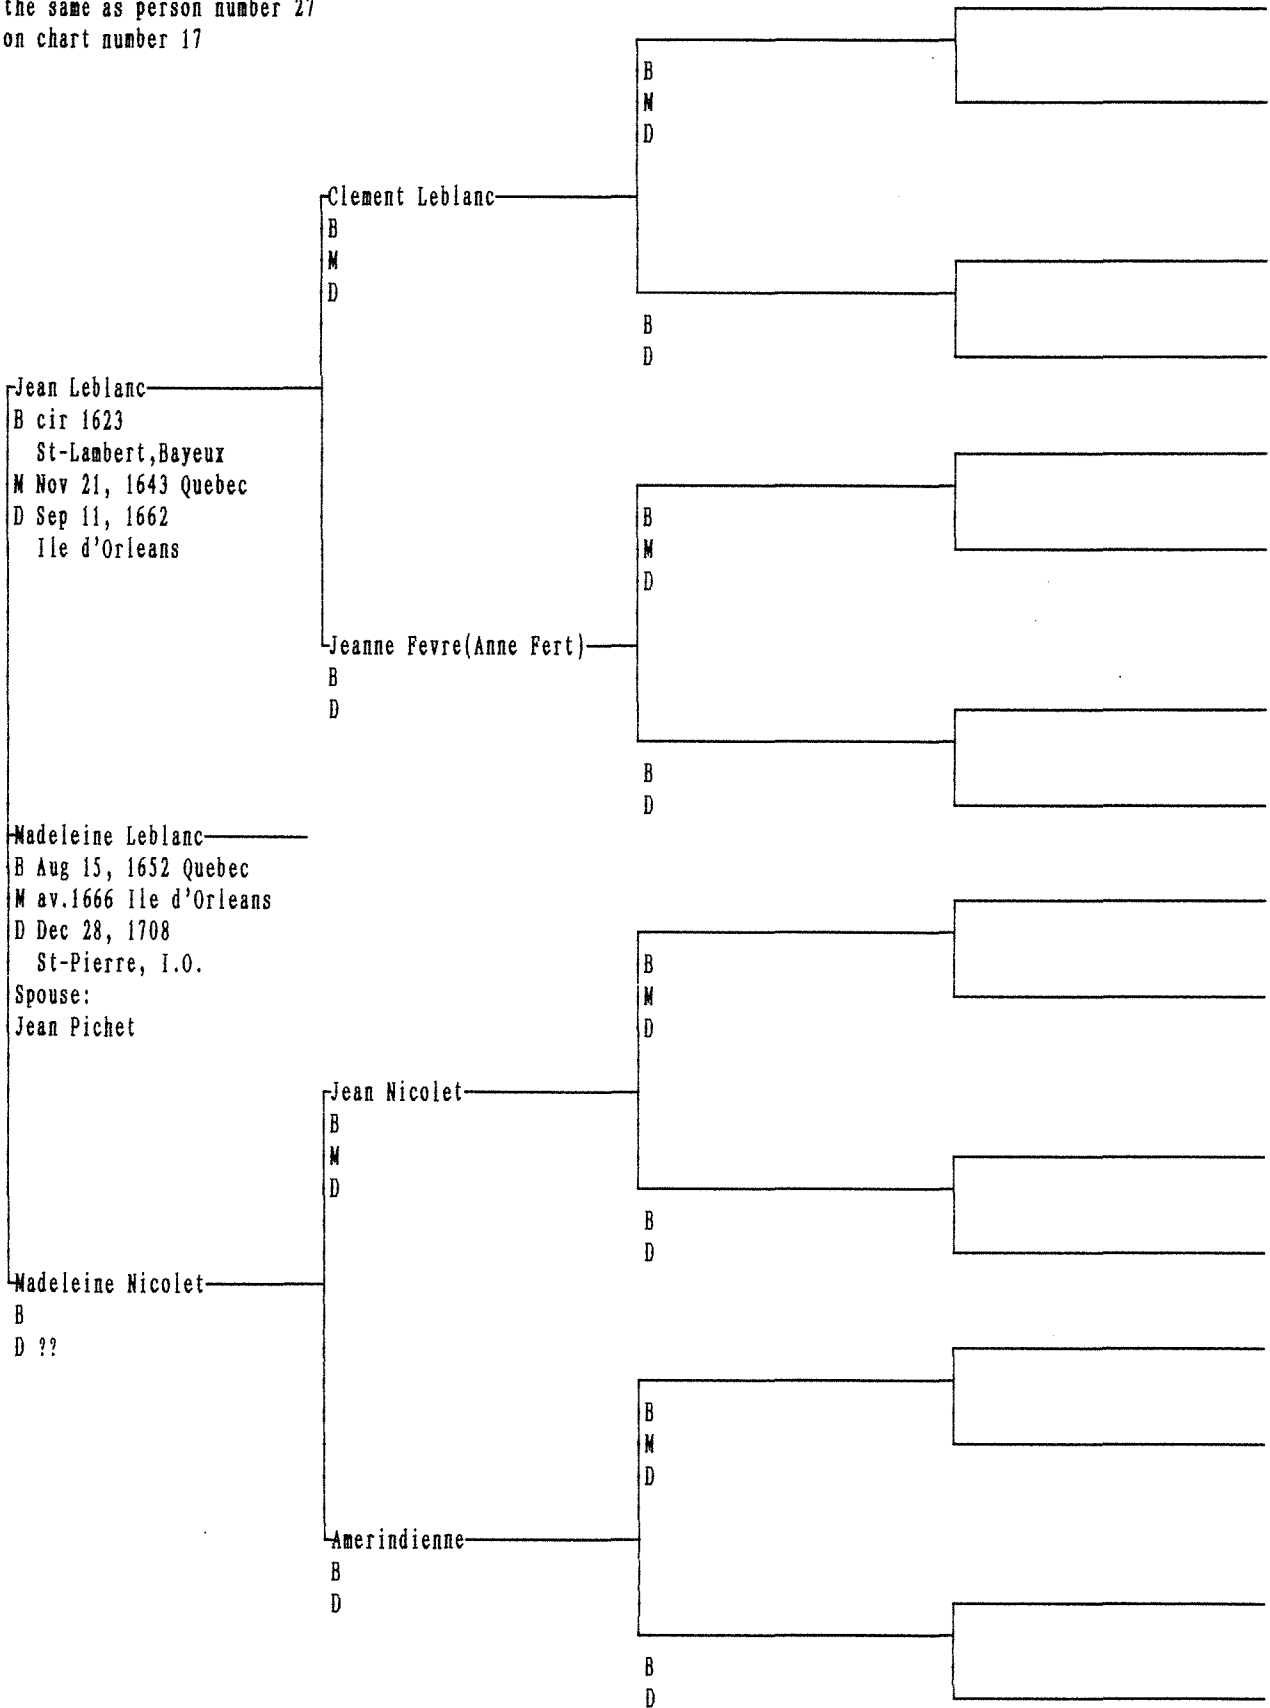 the same as person number 27
on chart number 17
B
M
D
Clement Leblanc
B
M
D
B
D
Jean Leblanc
B cir 1623
St-Lambert,Bayeux
M Nov 21, 1643 Quebec
D Sep 11, 1662
Ile d'Orleans
B
M
D
Jeanne Fevre(Anne Fert)
B
D
B
D
Madeleine Leblanc
B Aug 15, 1652 Quebec
M av.1666 Ile d'Orleans
D Dec 28, 1708
St-Pierre, I.O.
Spouse:
Jean Pichet
B
M
D
Jean Nicolet
B
M
D
B
D
Madeleine Nicolet
B
D ??
B
M
D
Amerindienne
B
D
B
D